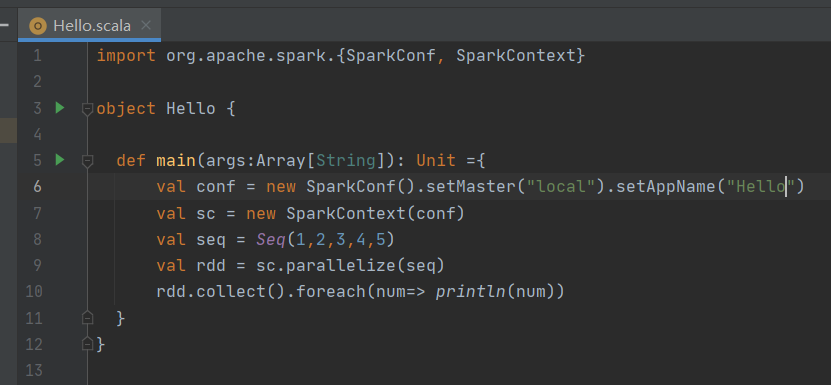 Hello.scala
1 import org.apache.spark.{SparkConf, SparkContext}
2
3 object Hello {
4
5 def main(args:Array[String]): Unit ={
6 val conf = new SparkConf().setMaster("local").setAppName("Hello")
7 val sc = new SparkContext(conf)
8 val seq = Seq(1,2,3,4,5)
9 val rdd = sc.parallelize(seq)
10 rdd.collect().foreach(num=> println(num))
11 }
12 }
13